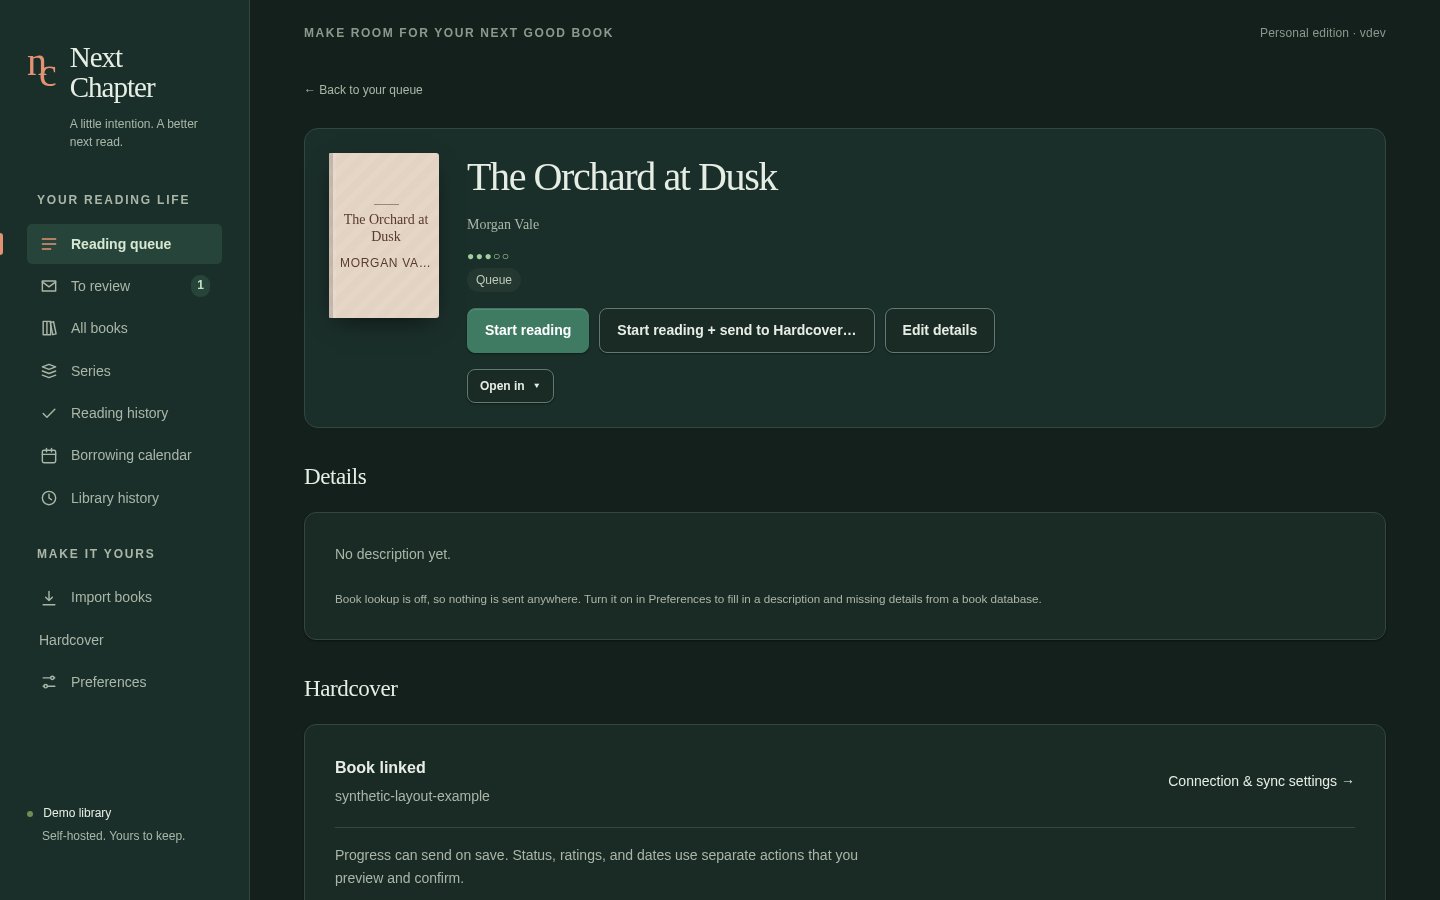 nc
Next
Chapter
A little intention. A better
next read.
YOUR READING LIFE
Reading queue
To review 1
All books
Series
Reading history
Borrowing calendar
Library history
MAKE IT YOURS
Import books
Hardcover
Preferences
Demo library
Self-hosted. Yours to keep.
MAKE ROOM FOR YOUR NEXT GOOD BOOK
Personal edition · vdev
← Back to your queue
The Orchard at
Dusk
MORGAN VA…
The Orchard at Dusk
Morgan Vale
●●●○○
Queue
Start reading
Start reading + send to Hardcover…
Edit details
Open in ▾
Details
No description yet.
Book lookup is off, so nothing is sent anywhere. Turn it on in Preferences to fill in a description and missing details from a book database.
Hardcover
Book linked
synthetic-layout-example
Connection & sync settings →
Progress can send on save. Status, ratings, and dates use separate actions that you
preview and confirm.